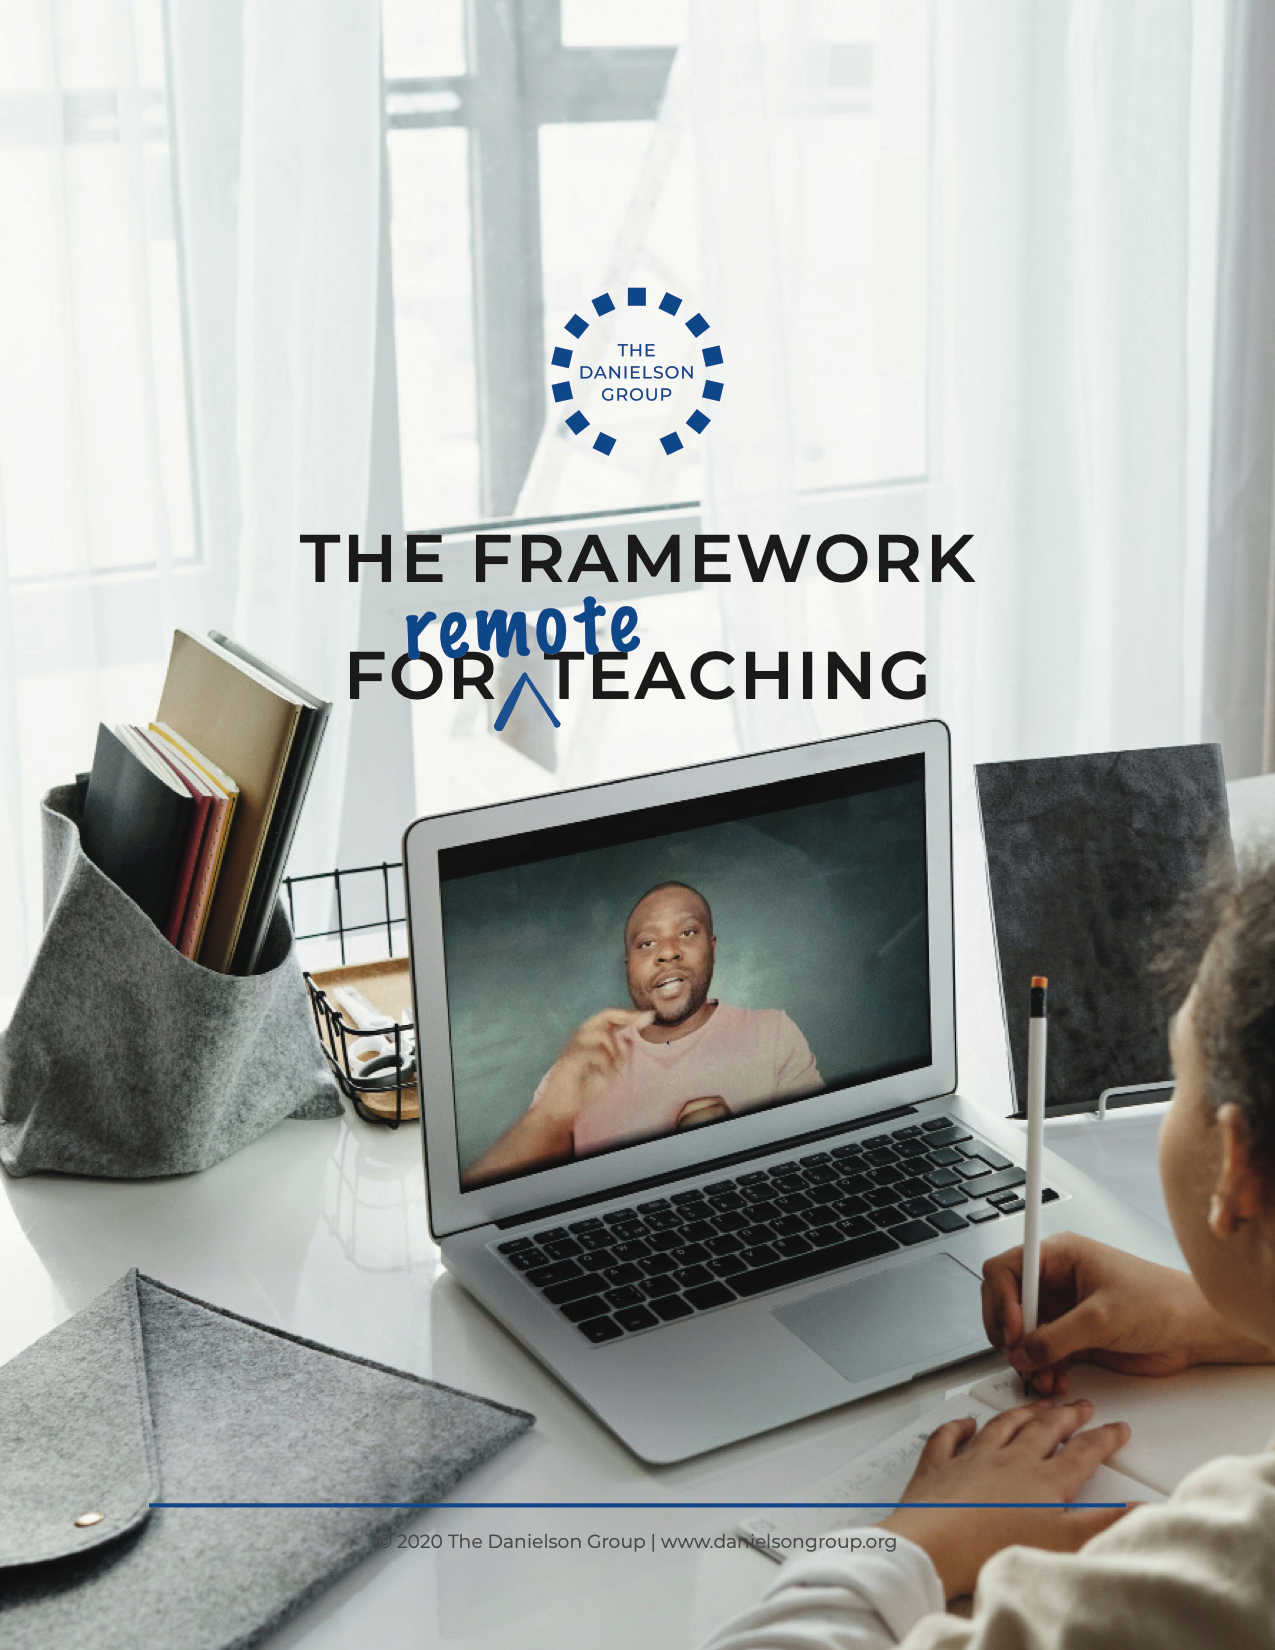 THE
DANIELSON
GROUP
THE FRAMEWORK
remote
FOR TEACHING
© 2020 The Danielson Group | www.danielsongroup.org